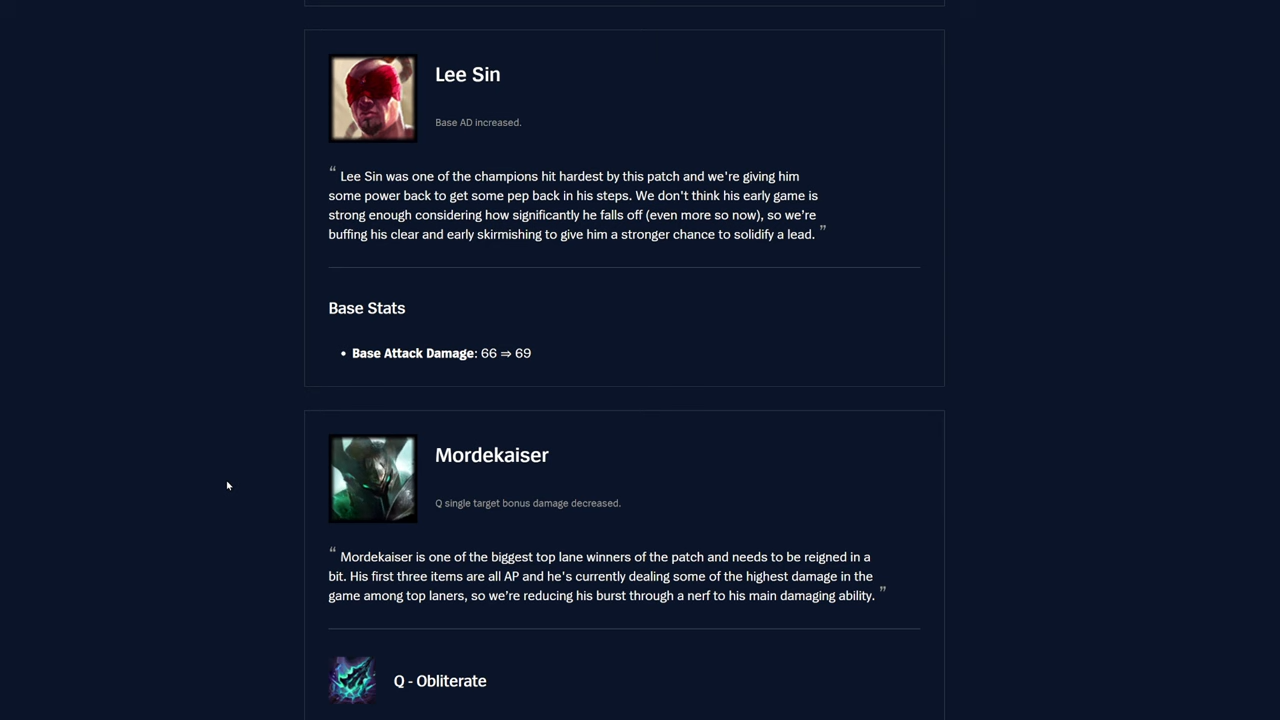 Lee Sin
Base AD increased.
“ Lee Sin was one of the champions hit hardest by this patch and we're giving him
some power back to get some pep back in his steps. We don't think his early game is
strong enough considering how significantly he falls off (even more so now), so we're
buffing his clear and early skirmishing to give him a stronger chance to solidify a lead. ”
Base Stats
• Base Attack Damage: 66 ⇒ 69
Mordekaiser
Q single target bonus damage decreased.
“ Mordekaiser is one of the biggest top lane winners of the patch and needs to be reigned in a
bit. His first three items are all AP and he's currently dealing some of the highest damage in the
game among top laners, so we're reducing his burst through a nerf to his main damaging ability. ”
Q - Obliterate